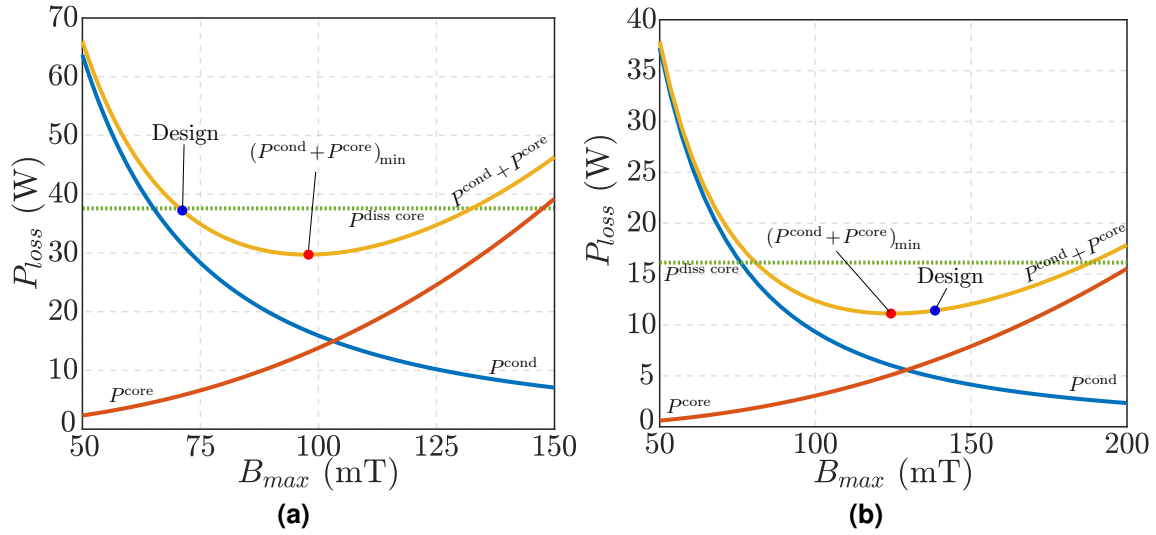 70
60
50
40
30
20
10
0
P_loss (W)
Design
(P^cond + P^core)_min
P^diss core
P^cond + P^core
P^core
P^cond
50 75 100 125 150
B_max (mT)
(a)
40
35
30
25
20
15
10
5
0
P_loss (W)
(P^cond + P^core)_min
P^diss core
Design
P^cond + P^core
P^core
P^cond
50 100 150 200
B_max (mT)
(b)